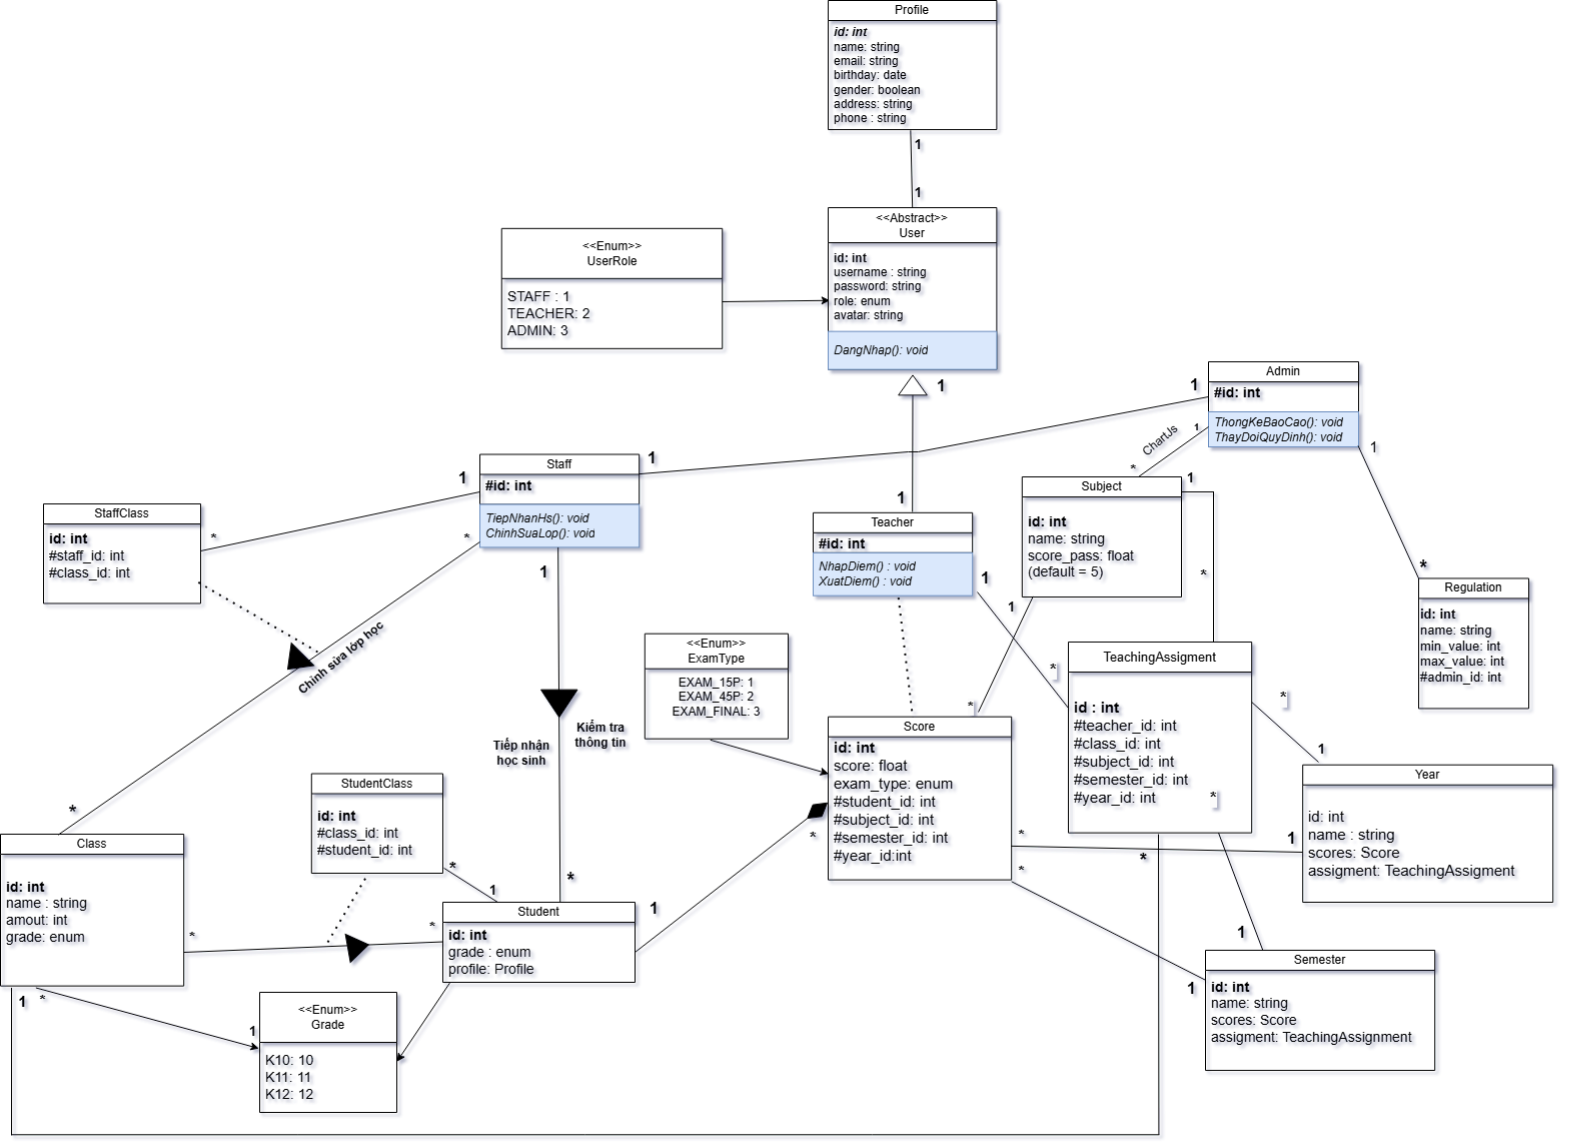 Profile
id: int
name: string
email: string
birthday: date
gender: boolean
address: string
phone : string
1
1
<<Abstract>>
User
id: int
username : string
password: string
role: enum
avatar: string
DangNhap(): void
<<Enum>>
UserRole
STAFF : 1
TEACHER: 2
ADMIN: 3
1
1
Admin
#id: int
ThongKeBaoCao(): void
ThayDoiQuyDinh(): void
1
ChartJs
1
*
1
*
Staff
#id: int
TiepNhanHs(): void
ChinhSuaLop(): void
1
1
*
1
StaffClass
id: int
#staff_id: int
#class_id: int
*
Chỉnh sửa lớp học
*
Teacher
#id: int
NhapDiem() : void
XuatDiem() : void
1
1
Subject
id: int
name: string
score_pass: float
(default = 5)
1
*
1
*
Regulation
id: int
name: string
min_value: int
max_value: int
#admin_id: int
<<Enum>>
ExamType
EXAM_15P: 1
EXAM_45P: 2
EXAM_FINAL: 3
TeachingAssigment
id : int
#teacher_id: int
#class_id: int
#subject_id: int
#semester_id: int
#year_id: int
*
*
*
1
*
Tiếp nhận
học sinh
Kiểm tra
thông tin
*
Score
id: int
score: float
exam_type: enum
#student_id: int
#subject_id: int
#semester_id: int
#year_id:int
*
*
*
1
Year
id: int
name : string
scores: Score
assigment: TeachingAssigment
1
StudentClass
id: int
#class_id: int
#student_id: int
*
1
Class
id: int
name : string
amout: int
grade: enum
*
*
1
*
1
Student
id: int
grade : enum
profile: Profile
1
<<Enum>>
Grade
K10: 10
K11: 11
K12: 12
1
1
Semester
id: int
name: string
scores: Score
assigment: TeachingAssignment